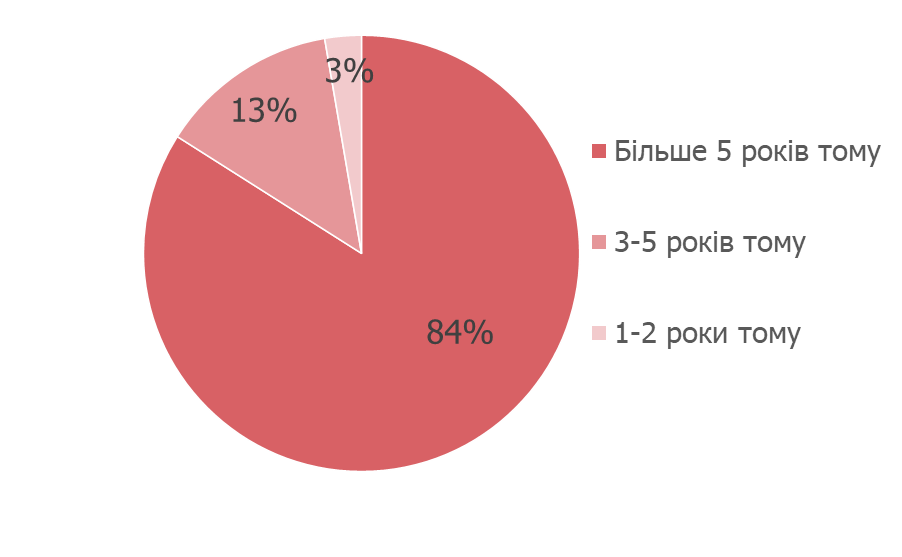 3%
13%
84%
Більше 5 років тому
3-5 років тому
1-2 роки тому